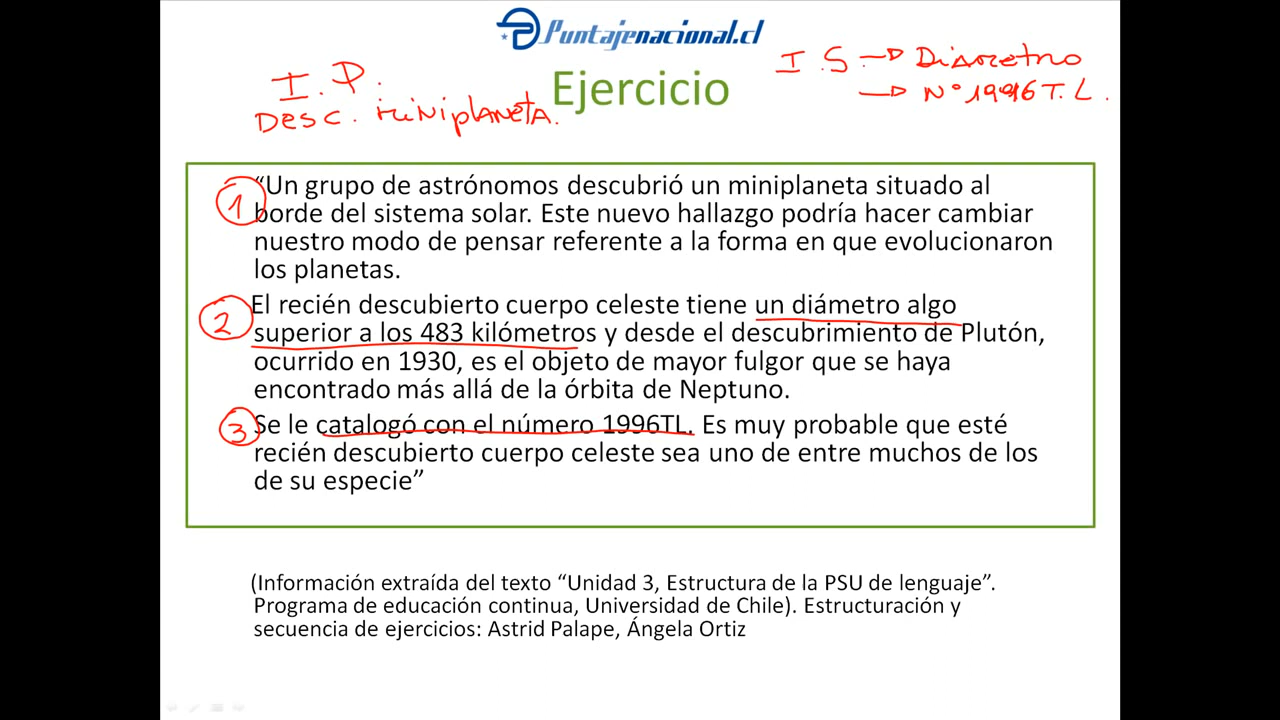 Puntajenacional.cl
I. P.
Desc. miniplaneta.
Ejercicio
I. S. → Diametro
→ N° 1996 T.L.
1
“Un grupo de astrónomos descubrió un miniplaneta situado al
borde del sistema solar. Este nuevo hallazgo podría hacer cambiar
nuestro modo de pensar referente a la forma en que evolucionaron
los planetas.
2
El recién descubierto cuerpo celeste tiene un diámetro algo
superior a los 483 kilómetros y desde el descubrimiento de Plutón,
ocurrido en 1930, es el objeto de mayor fulgor que se haya
encontrado más allá de la órbita de Neptuno.
3
Se le catalogó con el número 1996TL. Es muy probable que esté
recién descubierto cuerpo celeste sea uno de entre muchos de los
de su especie”
(Información extraída del texto “Unidad 3, Estructura de la PSU de lenguaje”.
Programa de educación continua, Universidad de Chile). Estructuración y
secuencia de ejercicios: Astrid Palape, Ángela Ortiz